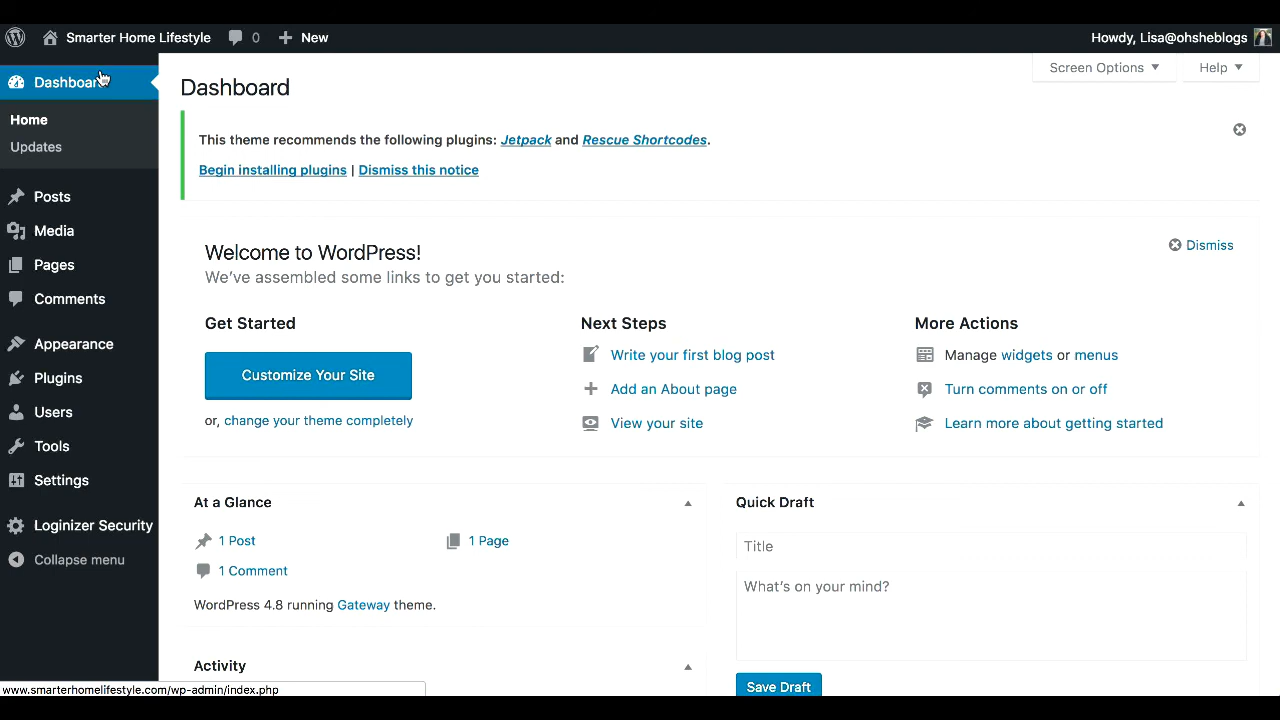 Smarter Home Lifestyle 0 New Howdy, Lisa@ohsheblogs
Dashboard
Home
Updates
Posts
Media
Pages
Comments
Appearance
Plugins
Users
Tools
Settings
Loginizer Security
Collapse menu
Screen Options Help
Dashboard
This theme recommends the following plugins: Jetpack and Rescue Shortcodes.
Begin installing plugins | Dismiss this notice
Welcome to WordPress! Dismiss
We've assembled some links to get you started:
Get Started
Customize Your Site
or, change your theme completely
Next Steps
Write your first blog post
Add an About page
View your site
More Actions
Manage widgets or menus
Turn comments on or off
Learn more about getting started
At a Glance
1 Post 1 Page
1 Comment
WordPress 4.8 running Gateway theme.
Activity
Quick Draft
Title
What's on your mind?
Save Draft
www.smarterhomelifestyle.com/wp-admin/index.php